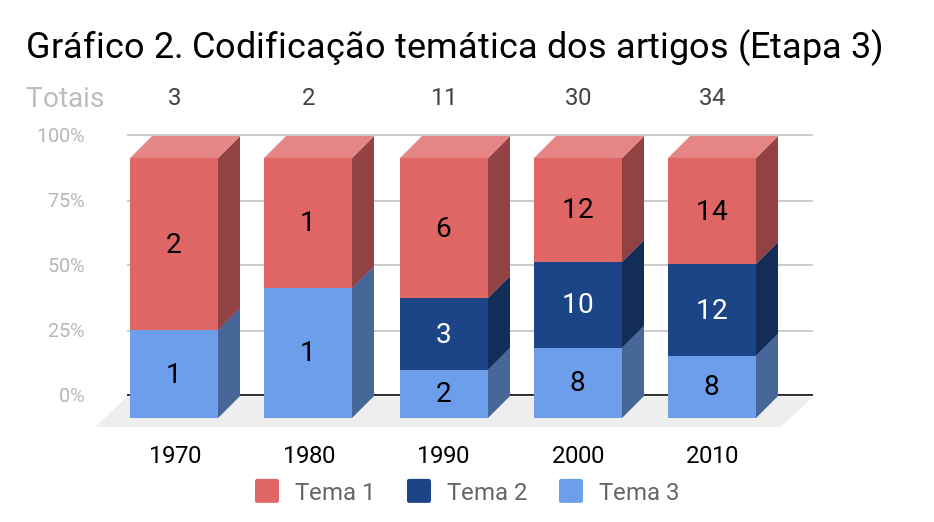 Gráfico 2. Codificação temática dos artigos (Etapa 3)
Totais 3 2 11 30 34
100%
75%
50%
25%
0%
2 1 6 12 14
3 10 12
1 1 2 8 8
1970 1980 1990 2000 2010
Tema 1 Tema 2 Tema 3